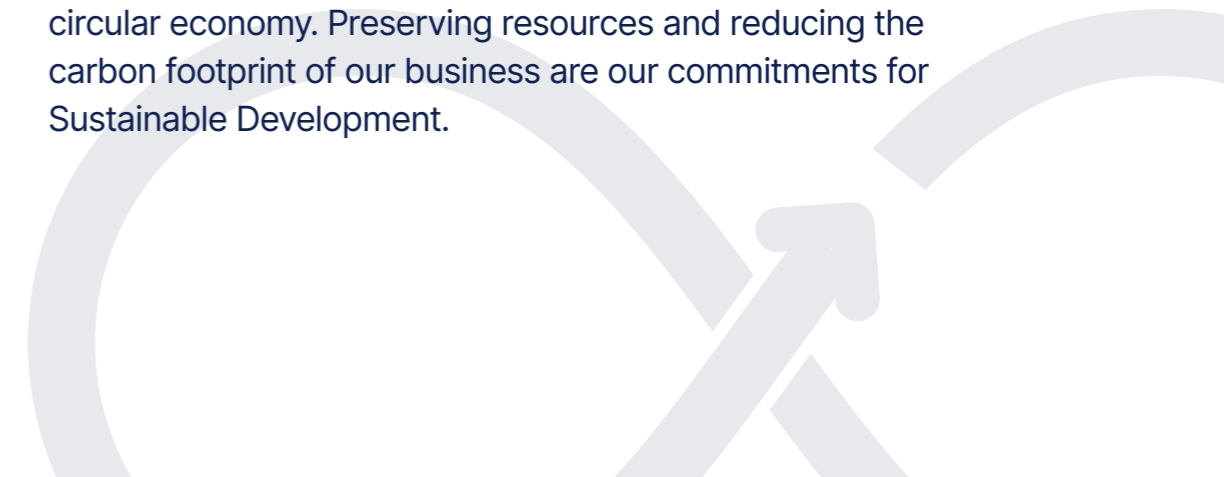 circular economy. Preserving resources and reducing the
carbon footprint of our business are our commitments for
Sustainable Development.